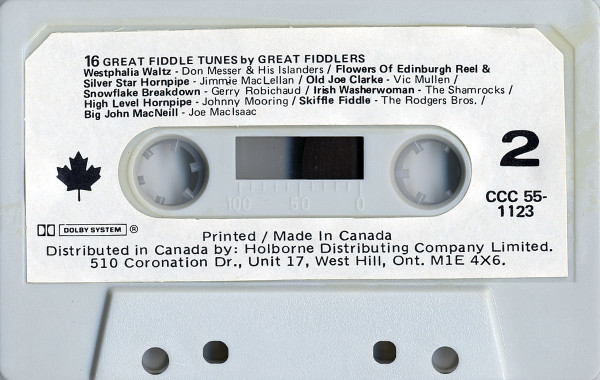 16 GREAT FIDDLE TUNES by GREAT FIDDLERS
Westphalia Waltz - Don Messer & His Islanders / Flowers Of Edinburgh Reel &
Silver Star Hornpipe - Jimmie MacLellan / Old Joe Clarke - Vic Mullen /
Snowflake Breakdown - Gerry Robichaud / Irish Washerwoman - The Shamrocks /
High Level Hornpipe - Johnny Mooring / Skiffle Fiddle - The Rodgers Bros. /
Big John MacNeill - Joe MacIsaac
2
100 50 0
CCC 55-
1123
DOLBY SYSTEM ®
Printed / Made In Canada
Distributed in Canada by: Holborne Distributing Company Limited.
510 Coronation Dr., Unit 17, West Hill, Ont. M1E 4X6.